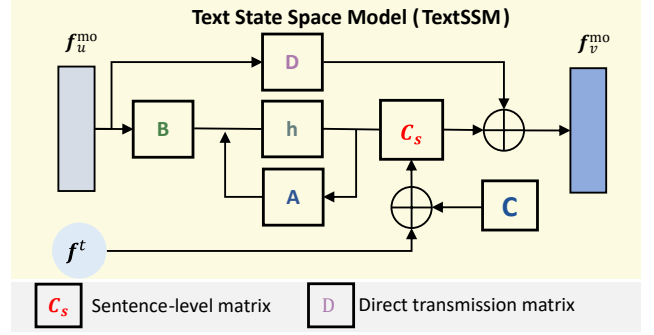 Text State Space Model (TextSSM)
f_u^mo
f_v^mo
D
B
h
C_s
A
C
f^t
C_s Sentence-level matrix
D Direct transmission matrix